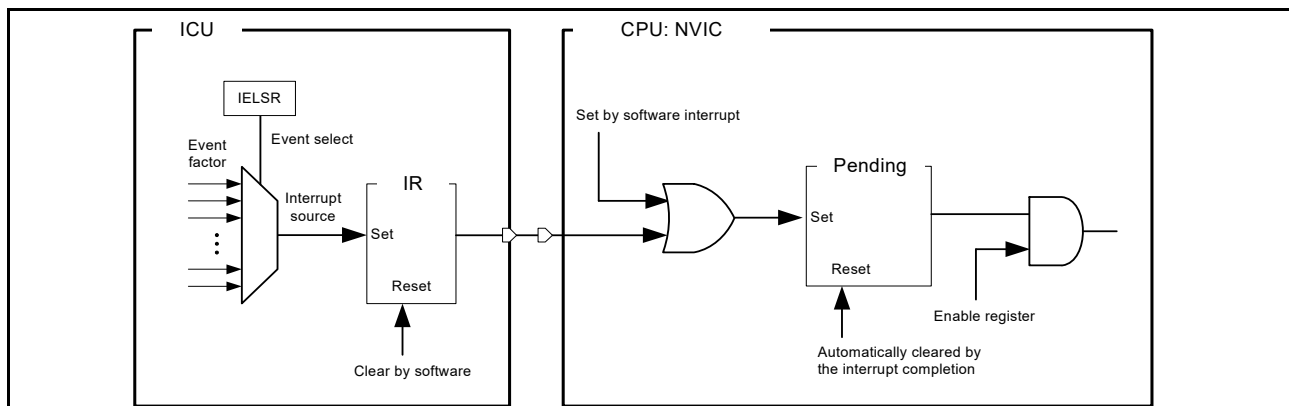 ICU
CPU: NVIC
IELSR
Event select
Event
factor
Interrupt
source
IR
Set
Reset
Clear by software
Set by software interrupt
Pending
Set
Reset
Enable register
Automatically cleared by
the interrupt completion